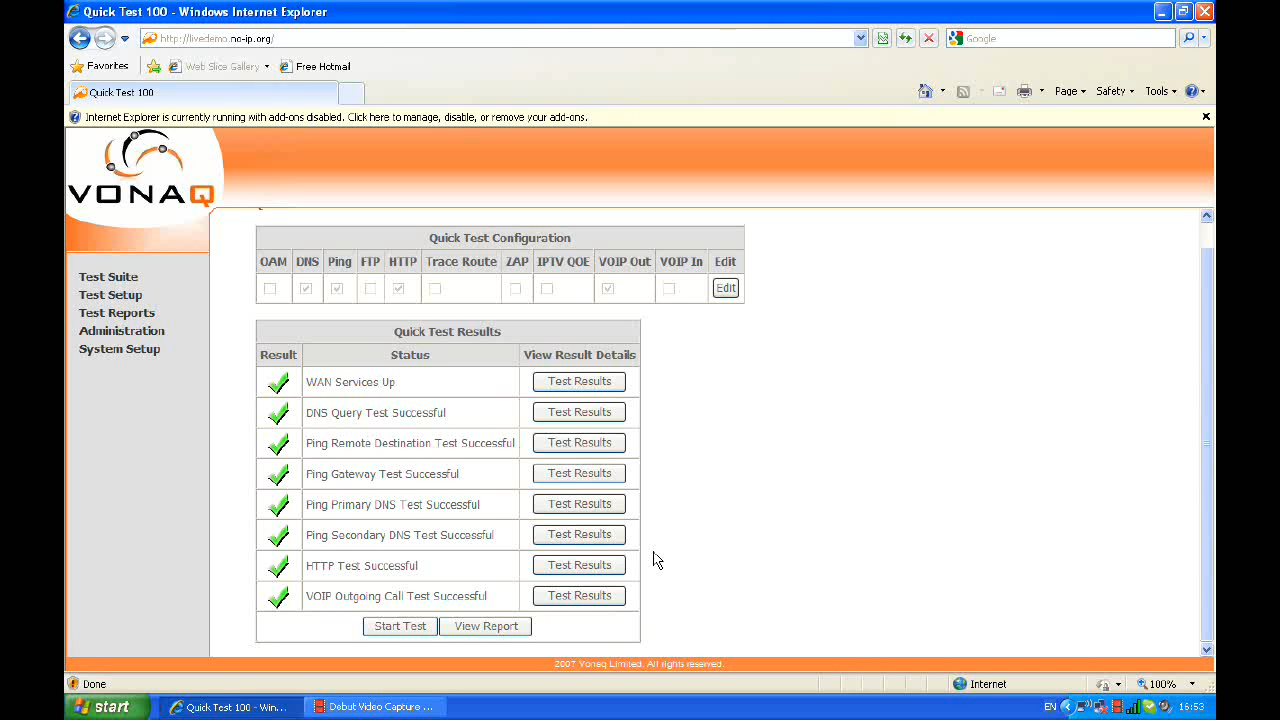 Quick Test 100 - Windows Internet Explorer
http://livedemo.no-ip.org/
Google
Favorites Web Slice Gallery Free Hotmail
Quick Test 100
Page Safety Tools
Internet Explorer is currently running with add-ons disabled. Click here to manage, disable, or remove your add-ons.
VONAQ
Test Suite
Test Setup
Test Reports
Administration
System Setup
Quick Test Configuration
OAM DNS Ping FTP HTTP Trace Route ZAP IPTV QOE VOIP Out VOIP In Edit
Edit
Quick Test Results
Result Status View Result Details
WAN Services Up Test Results
DNS Query Test Successful Test Results
Ping Remote Destination Test Successful Test Results
Ping Gateway Test Successful Test Results
Ping Primary DNS Test Successful Test Results
Ping Secondary DNS Test Successful Test Results
HTTP Test Successful Test Results
VOIP Outgoing Call Test Successful Test Results
Start Test View Report
2007 Vonaq Limited. All rights reserved.
Done Internet 100%
start Quick Test 100 - Win... Debut Video Capture ... EN 16:53